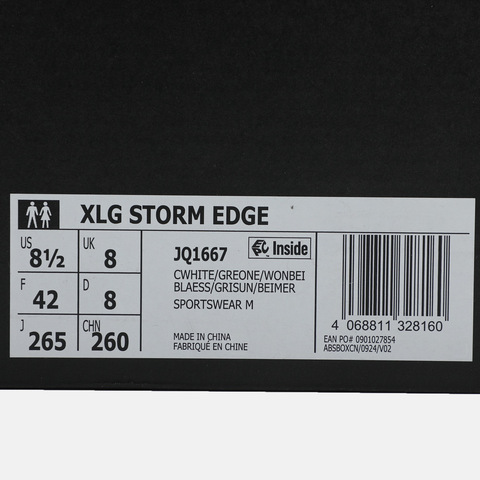 XLG STORM EDGE
US
8½
UK
8
F
42
D
8
J
265
CHN
260
JQ1667
Inside
CWHITE/GREONE/WONBEI
BLAESS/GRISUN/BEIMER
SPORTSWEAR M
MADE IN CHINA
FABRIQUÉ EN CHINE
4 068811 328160
EAN PO# 0901027854
ABSBOXCN/0924/V02